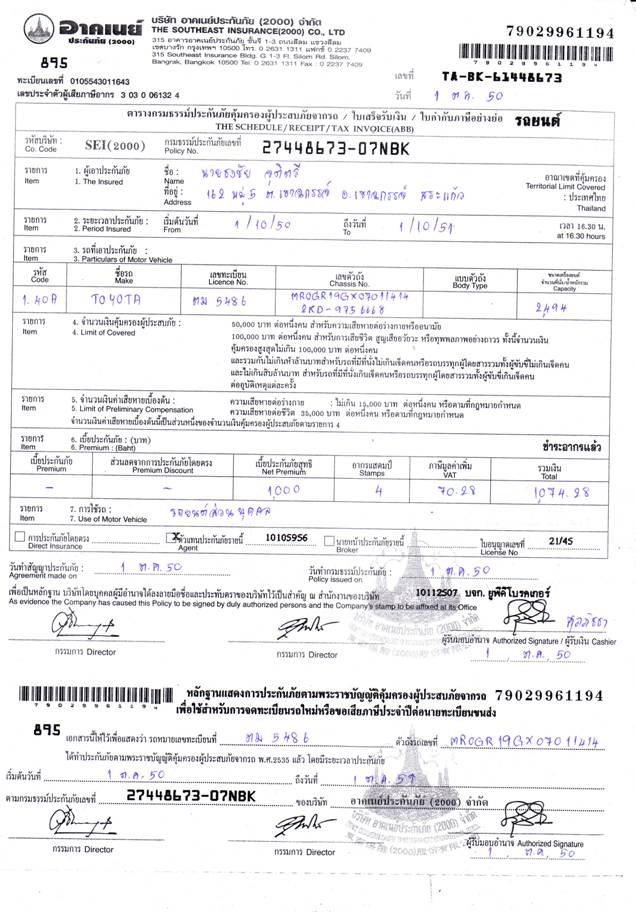 อาคเนย์
ประกันภัย (2000)
บริษัท อาคเนย์ประกันภัย (2000) จำกัด
THE SOUTHEAST INSURANCE(2000) CO., LTD
315 อาคารอาคเนย์ประกันภัย ชั้นจี 1-3 ถนนสีลม แขวงสีลม
เขตบางรัก กรุงเทพฯ 10500 โทร. 0 2631 1311 แฟกซ์ 0 2237 7409
315 Southeast Insurance Bldg. G 1-3 Fl. Silom Rd. Silom,
Bangrak, Bangkok 10500 Tel. 0 2631 1311 Fax : 0 2237 7409
79029961194
895
ทะเบียนเลขที่ 0105543011643
เลขประจำตัวผู้เสียภาษีอากร 3 03 0 06132 4
เลขที่ TA-BK-61448673
วันที่ 1 ต.ค. 50
ตารางกรมธรรม์ประกันภัยคุ้มครองผู้ประสบภัยจากรถ / ใบเสร็จรับเงิน / ใบกำกับภาษีอย่างย่อ รถยนต์
THE SCHEDULE / RECEIPT / TAX INVOICE(ABB)
รหัสบริษัท : Co. Code SEI(2000) กรมธรรม์ประกันภัยเลขที่ Policy No. 27448673-07NBK
รายการ 1. ผู้เอาประกันภัย ชื่อ : นายธงชัย
Item 1. The Insured Name
ที่อยู่ : 162 หมู่ 5 ต.เขาฉกรรจ์ อ.เขาฉกรรจ์ สระแก้ว
Address
อาณาเขตที่คุ้มครอง
Territorial Limit Covered
: ประเทศไทย
Thailand
รายการ 2. ระยะเวลาประกันภัย : เริ่มต้นวันที่ 1/10/50 ถึงวันที่ 1/10/51 เวลา 16.30 น.
Item 2. Period Insured From To at 16.30 hours
รายการ 3. รถที่เอาประกันภัย :
Item 3. Particulars of Motor Vehicle
รหัส ชื่อรถ เลขทะเบียน เลขตัวถัง แบบตัวถัง
Code Make Licence No. Chassis No. Body Type Capacity
1.40A TOYOTA ตม 5486 MROGR19GX07011414 2,494
2KD-9756668
รายการ 4. จำนวนเงินคุ้มครองผู้ประสบภัย :
Item 4. Limit of Covered
50,000 บาท ต่อหนึ่งคน สำหรับความเสียหายต่อร่างกายหรืออนามัย
100,000 บาท ต่อหนึ่งคน สำหรับการเสียชีวิต สูญเสียอวัยวะ หรือทุพพลภาพอย่างถาวร ทั้งนี้จำนวนเงิน
คุ้มครองสูงสุดไม่เกิน 100,000 บาท ต่อหนึ่งคน
และรวมกันไม่เกินห้าล้านบาทสำหรับรถที่มีที่นั่งไม่เกินเจ็ดคนหรือรถบรรทุกผู้โดยสารรวมทั้งผู้ขับขี่ไม่เกินเจ็ดคน
และไม่เกินสิบล้านบาท สำหรับรถที่มีที่นั่งเกินเจ็ดคนหรือรถบรรทุกผู้โดยสารรวมทั้งผู้ขับขี่เกินเจ็ดคน
ต่ออุบัติเหตุแต่ละครั้ง
รายการ 5. จำนวนเงินค่าเสียหายเบื้องต้น : ความเสียหายต่อร่างกาย : ไม่เกิน 15,000 บาท ต่อหนึ่งคน หรือตามที่กฎหมายกำหนด
Item 5. Limit of Preliminary Compensation ความเสียหายต่อชีวิต 35,000 บาท ต่อหนึ่งคน หรือตามที่กฎหมายกำหนด
จำนวนเงินค่าเสียหายเบื้องต้นนี้เป็นส่วนหนึ่งของจำนวนเงินคุ้มครองผู้ประสบภัยตามรายการ 4
รายการ 6. เบี้ยประกันภัย : (บาท) ชำระอากรแล้ว
Item 6. Premium : (Baht)
เบี้ยประกันภัย ส่วนลดจากการประกันภัยโดยตรง เบี้ยประกันภัยสุทธิ อากรแสตมป์ ภาษีมูลค่าเพิ่ม รวมเงิน
Premium Premium Discount Net Premium Stamps VAT Total
- - 1,000 4 70.28 1,074.28
รายการ 7. การใช้รถ : รถยนต์ส่วนบุคคล
Item 7. Use of Motor Vehicle
การประกันภัยโดยตรง X ตัวแทนประกันภัยรายนี้ 10105956 นายหน้าประกันภัยรายนี้ ใบอนุญาตเลขที่ 21/45
Direct Insurance Agent Broker License No
วันทำสัญญาประกันภัย : 1 ต.ค. 50 วันทำกรมธรรม์ประกันภัย : 1 ต.ค. 50
Agreement made on Policy issued on
เพื่อเป็นหลักฐาน บริษัทโดยบุคคลผู้มีอำนาจได้ลงลายมือชื่อและประทับตราของบริษัทไว้เป็นสำคัญ ณ สำนักงานของบริษัท 10112507 บจก. ยูพีดีโบรคเกอร์
As evidence the Company has caused this Policy to be signed by duly authorized persons and the Company's stamp to be affixed at its Office
กรรมการ Director กรรมการ Director ผู้รับมอบอำนาจ Authorized Signature / ผู้รับเงิน Cashier
1 ต.ค. 50
หลักฐานแสดงการประกันภัยตามพระราชบัญญัติคุ้มครองผู้ประสบภัยจากรถ 79029961194
เพื่อใช้สำหรับการจดทะเบียนรถใหม่หรือขอเสียภาษีประจำปีต่อนายทะเบียนขนส่ง
895 เอกสารนี้ให้ไว้เพื่อแสดงว่า รถหมายเลขทะเบียนที่ ตม 5486 ตัวถังรถเลขที่ MROGR19GX07011414
ได้ทำประกันภัยตามพระราชบัญญัติคุ้มครองผู้ประสบภัยจากรถ พ.ศ.2535 แล้ว โดยมีระยะเวลาประกันภัย
เริ่มต้นวันที่ 1 ต.ค. 50 ถึงวันที่ 1 ต.ค. 51
ตามกรมธรรม์ประกันภัยเลขที่ 27448673-07NBK ของบริษัท อาคเนย์ประกันภัย (2000) จำกัด
กรรมการ Director กรรมการ Director ผู้รับมอบอำนาจ Authorized Signature
1 ต.ค. 50